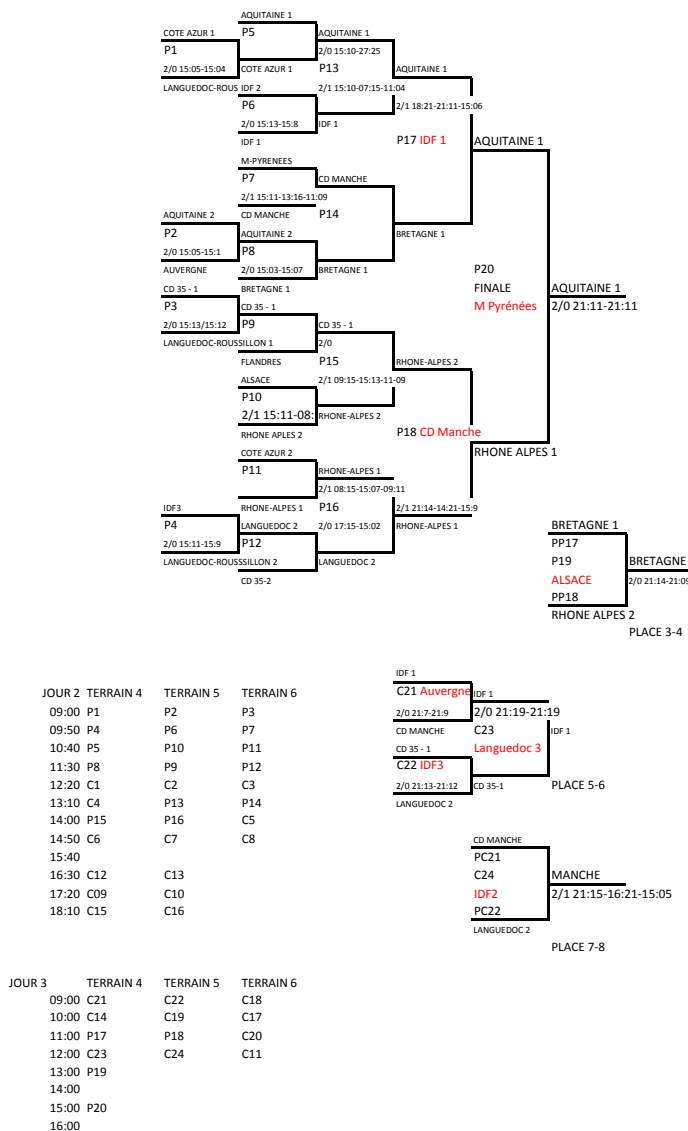 AQUITAINE 1
COTE AZUR 1 P5 AQUITAINE 1
P1 2/0 15:10-27:25
2/0 15:05-15:04 COTE AZUR 1 P13 AQUITAINE 1
LANGUEDOC-ROUS IDF 2 2/1 15:10-07:15-11:04
P6 2/1 18:21-21:11-15:06
2/0 15:13-15:8 IDF 1
IDF 1 P17 IDF 1 AQUITAINE 1
M-PYRENEES
P7 CD MANCHE
2/1 15:11-13:16-11:09
AQUITAINE 2 CD MANCHE P14
P2 AQUITAINE 2 BRETAGNE 1
2/0 15:05-15:1 P8
AUVERGNE 2/0 15:03-15:07 BRETAGNE 1 P20
CD 35 - 1 BRETAGNE 1 FINALE AQUITAINE 1
P3 CD 35 - 1 M Pyrénées 2/0 21:11-21:11
2/0 15:13/15:12 P9 CD 35 - 1
LANGUEDOC-ROUSSILLON 1 2/0
FLANDRES P15 RHONE-ALPES 2
ALSACE 2/1 09:15-15:13-11-09
P10
2/1 15:11-08: RHONE-ALPES 2
RHONE APLES 2 P18 CD Manche
COTE AZUR 2 RHONE ALPES 1
P11 RHONE-ALPES 1
2/1 08:15-15:07-09:11
IDF3 RHONE-ALPES 1 P16 2/1 21:14-14:21-15:9
P4 LANGUEDOC 2 2/0 17:15-15:02 RHONE-ALPES 1 BRETAGNE 1
2/0 15:11-15:9 P12 PP17
LANGUEDOC-ROUSSSILLON 2 LANGUEDOC 2 P19 BRETAGNE
CD 35-2 ALSACE 2/0 21:14-21:09
PP18
RHONE ALPES 2
PLACE 3-4
IDF 1
JOUR 2 TERRAIN 4 TERRAIN 5 TERRAIN 6 C21 Auvergne IDF 1
09:00 P1 P2 P3 2/0 21:7-21:9 2/0 21:19-21:19
09:50 P4 P6 P7 CD MANCHE C23 IDF 1
10:40 P5 P10 P11 CD 35 - 1 Languedoc 3
11:30 P8 P9 P12 C22 IDF3
12:20 C1 C2 C3 2/0 21:13-21:12 CD 35-1 PLACE 5-6
13:10 C4 P13 P14 LANGUEDOC 2
14:00 P15 P16 C5
14:50 C6 C7 C8 CD MANCHE
15:40 PC21
16:30 C12 C13 C24 MANCHE
17:20 C09 C10 IDF2 2/1 21:15-16:21-15:05
18:10 C15 C16 PC22
LANGUEDOC 2
PLACE 7-8
JOUR 3 TERRAIN 4 TERRAIN 5 TERRAIN 6
09:00 C21 C22 C18
10:00 C14 C19 C17
11:00 P17 P18 C20
12:00 C23 C24 C11
13:00 P19
14:00
15:00 P20
16:00